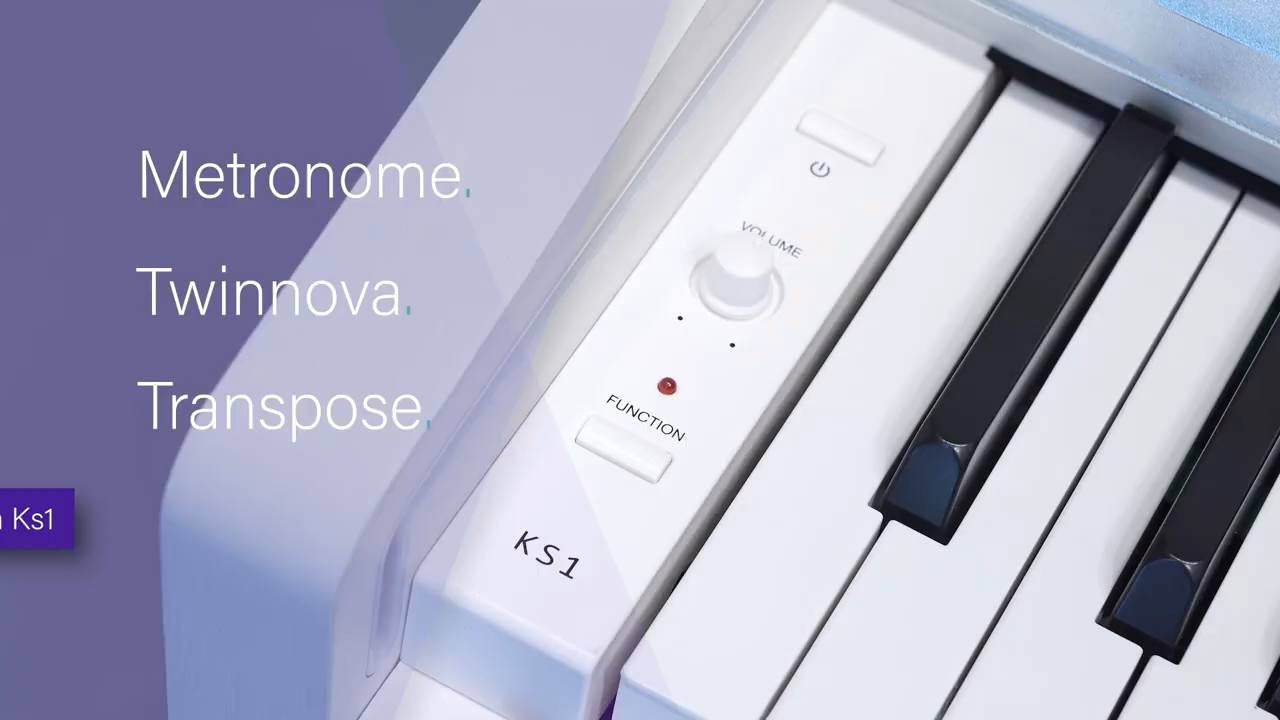 Metronome.
Twinnova.
Transpose.
Ks1
VOLUME
FUNCTION
KS1